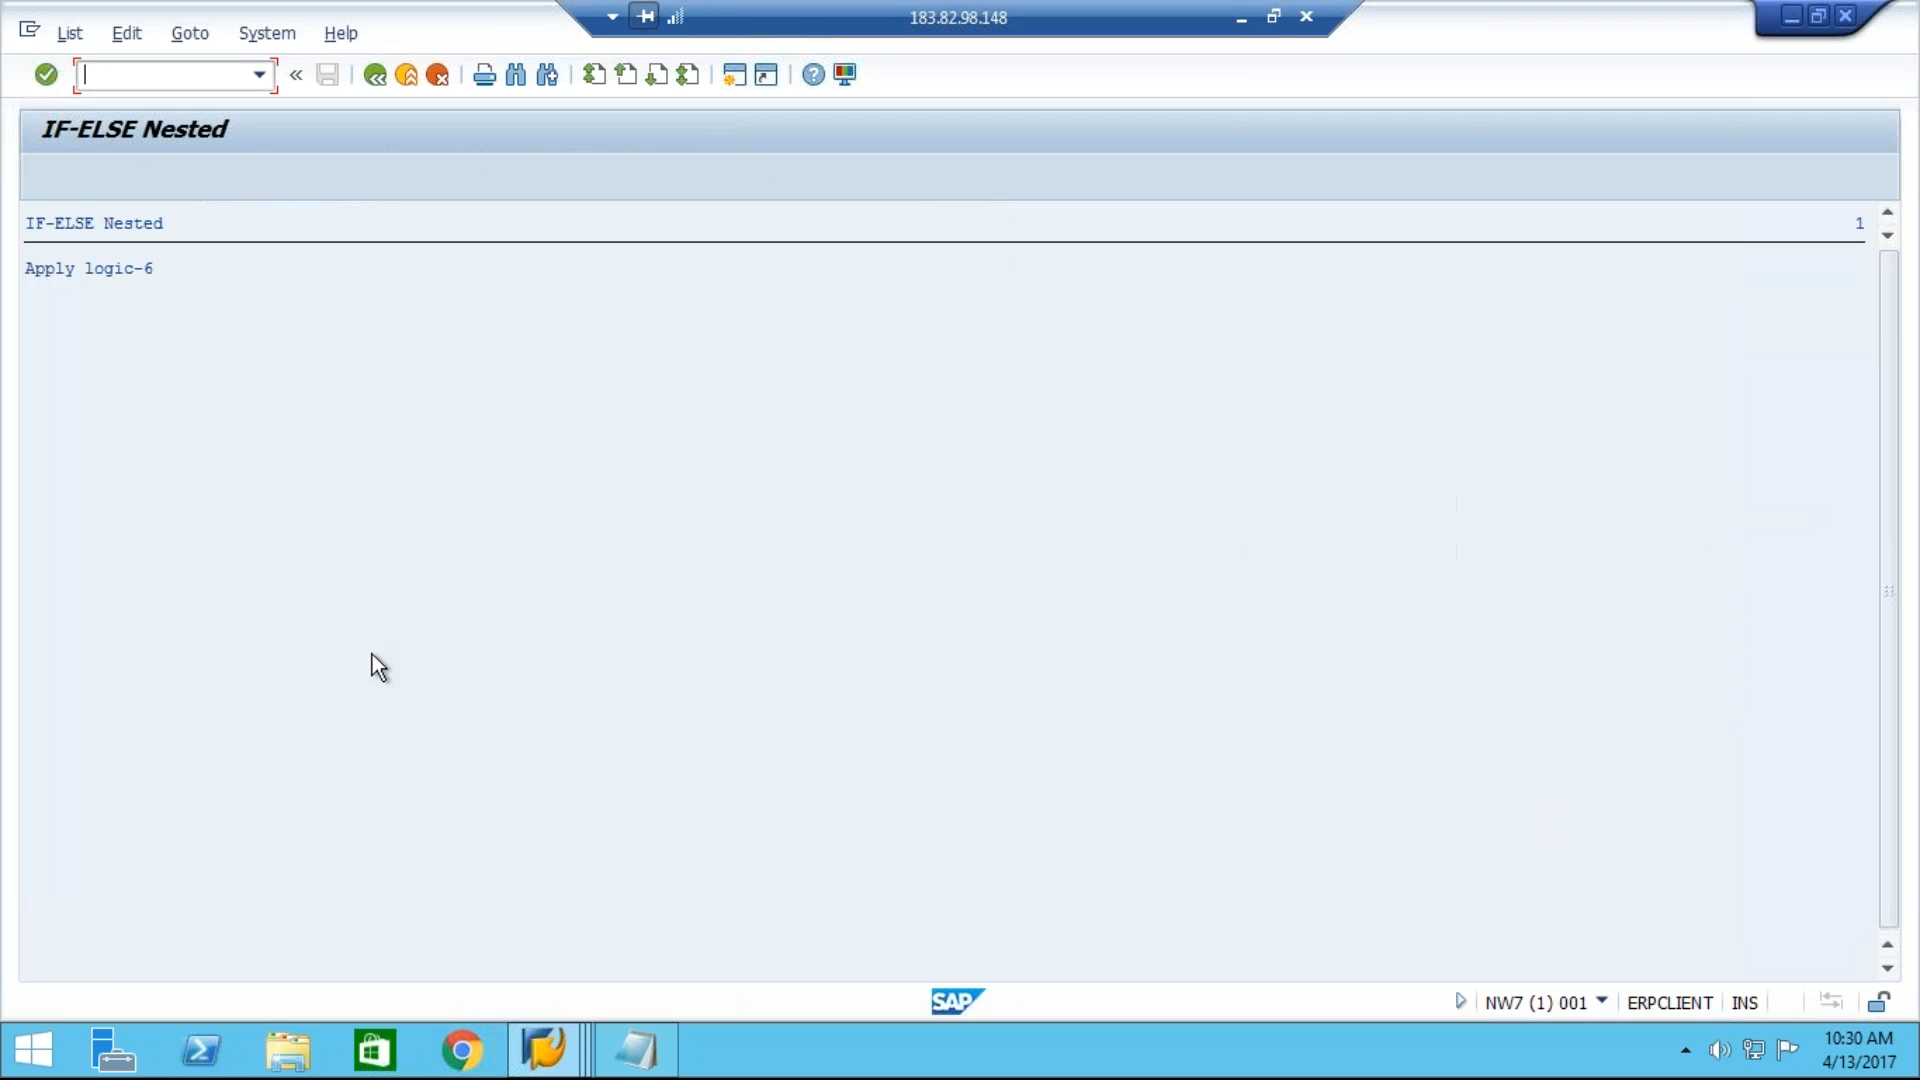 183.82.98.148
List Edit Goto System Help
IF-ELSE Nested
IF-ELSE Nested 1
Apply logic-6
SAP
NW7 (1) 001 ERPCLIENT INS
10:30 AM
4/13/2017